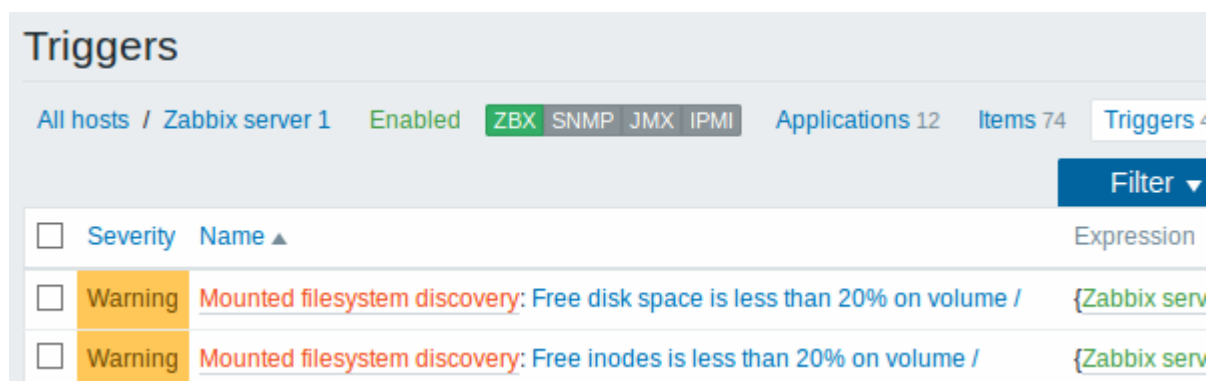 Triggers
All hosts / Zabbix server 1 Enabled ZBX SNMP JMX IPMI Applications 12 Items 74 Triggers
Filter
Severity Name Expression
Warning Mounted filesystem discovery: Free disk space is less than 20% on volume / {Zabbix
Warning Mounted filesystem discovery: Free inodes is less than 20% on volume / {Zabbix